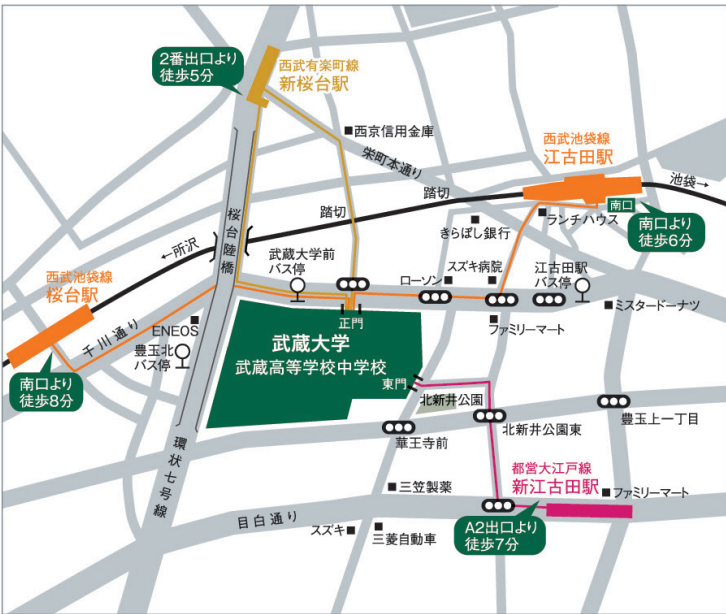 2番出口より
徒歩5分
西武有楽町線
新桜台駅
西京信用金庫
栄町本通り
西武池袋線
江古田駅
池袋→
踏切
踏切
南口
ランチハウス
南口より
徒歩6分
きらぼし銀行
桜台陸橋
←所沢
武蔵大学前
バス停
ローソン
スズキ病院
江古田駅
バス停
西武池袋線
桜台駅
ミスタードーナツ
千川通り
ENEOS
正門
ファミリーマート
豊玉北
バス停
武蔵大学
武蔵高等学校中学校
南口より
徒歩8分
東門
北新井公園
北新井公園東
豊玉上一丁目
華王寺前
環状七号線
都営大江戸線
新江古田駅
三笠製薬
ファミリーマート
目白通り
スズキ
三菱自動車
A2出口より
徒歩7分